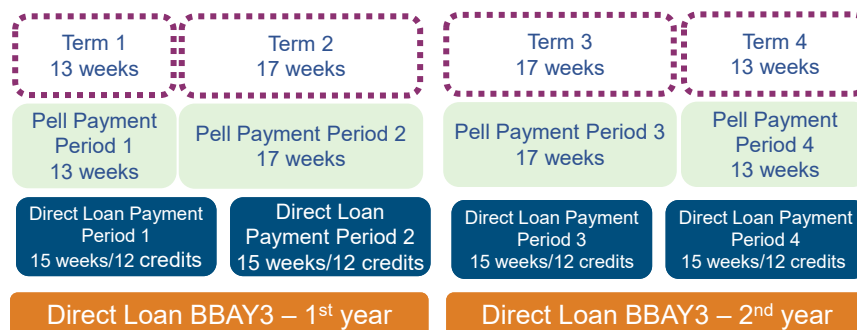 Term 1
13 weeks
Term 2
17 weeks
Term 3
17 weeks
Term 4
13 weeks
Pell Payment
Period 1
13 weeks
Pell Payment Period 2
17 weeks
Pell Payment Period 3
17 weeks
Pell Payment
Period 4
13 weeks
Direct Loan Payment
Period 1
15 weeks/12 credits
Direct Loan
Payment Period 2
15 weeks/12 credits
Direct Loan Payment
Period 3
15 weeks/12 credits
Direct Loan Payment
Period 4
15 weeks/12 credits
Direct Loan BBAY3 – 1st year
Direct Loan BBAY3 – 2nd year